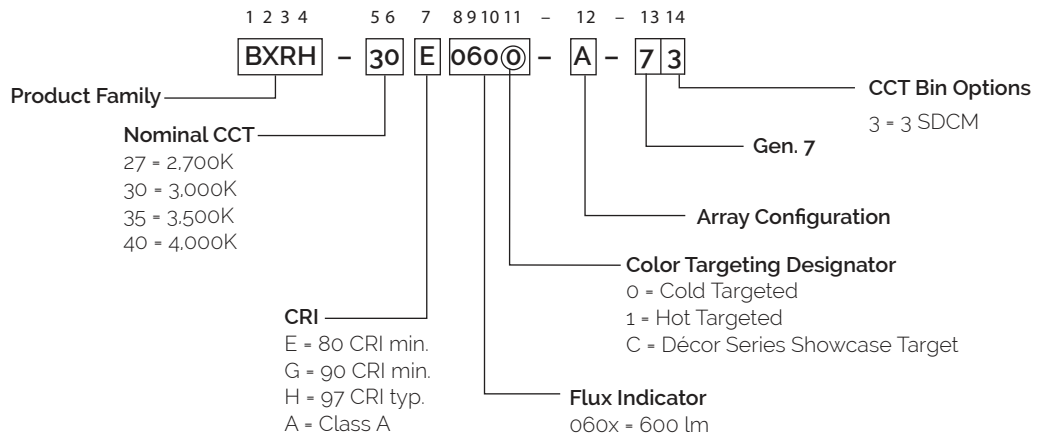 1 2 3 4 5 6 7 8 9 10 11 – 12 – 13 14
BXRH – 30 E 0600 – A – 7 3
Product Family
Nominal CCT
27 = 2,700K
30 = 3,000K
35 = 3,500K
40 = 4,000K
CRI
E = 80 CRI min.
G = 90 CRI min.
H = 97 CRI typ.
A = Class A
Flux Indicator
060x = 600 lm
Color Targeting Designator
0 = Cold Targeted
1 = Hot Targeted
C = Décor Series Showcase Target
Array Configuration
Gen. 7
CCT Bin Options
3 = 3 SDCM